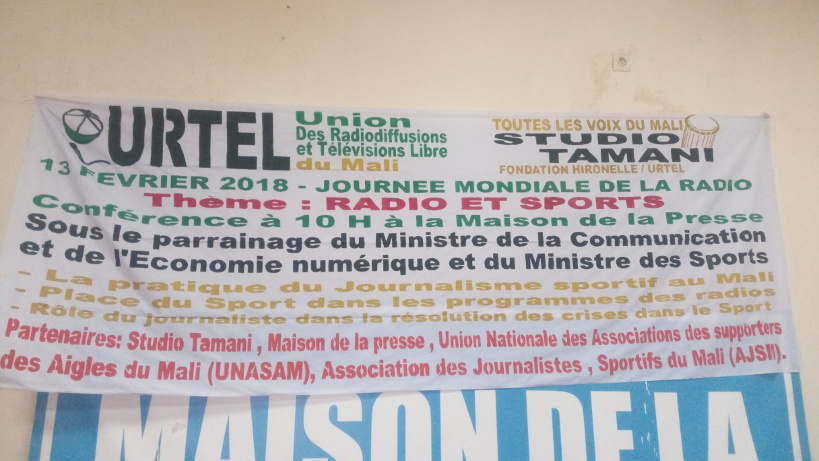 URTEL
Union
Des Radiodiffusions
et Télévisions Libre
du Mali
TOUTES LES VOIX DU MALI
STUDIO
TAMANI
FONDATION HIRONELLE / URTEL
13 FEVRIER 2018 - JOURNEE MONDIALE DE LA RADIO
Thème : RADIO ET SPORTS
Conférence à 10 H à la Maison de la Presse
Sous le parrainage du Ministre de la Communication
et de l'Economie numérique et du Ministre des Sports
- La pratique du Journalisme sportif au Mali
- Place du Sport dans les programmes des radios
- Rôle du journaliste dans la résolution des crises dans le Sport
Partenaires: Studio Tamani , Maison de la presse , Union Nationale des Associations des supporters
des Aigles du Mali (UNASAM), Association des Journalistes , Sportifs du Mali (AJSM).
MAISON DE LA